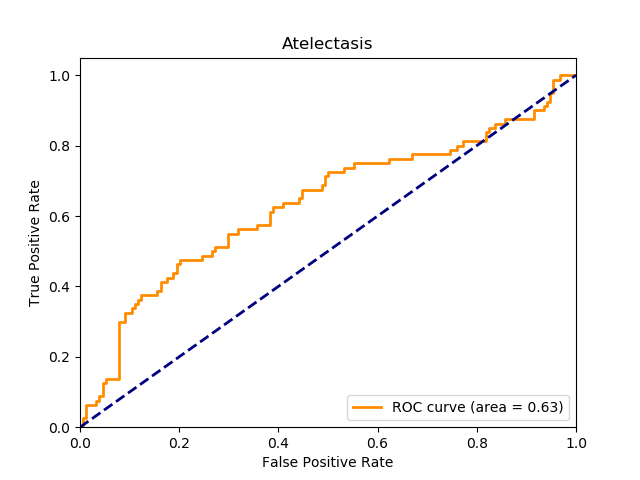 Atelectasis
1.0
0.8
0.6
0.4
0.2
0.0
True Positive Rate
ROC curve (area = 0.63)
0.0 0.2 0.4 0.6 0.8 1.0
False Positive Rate